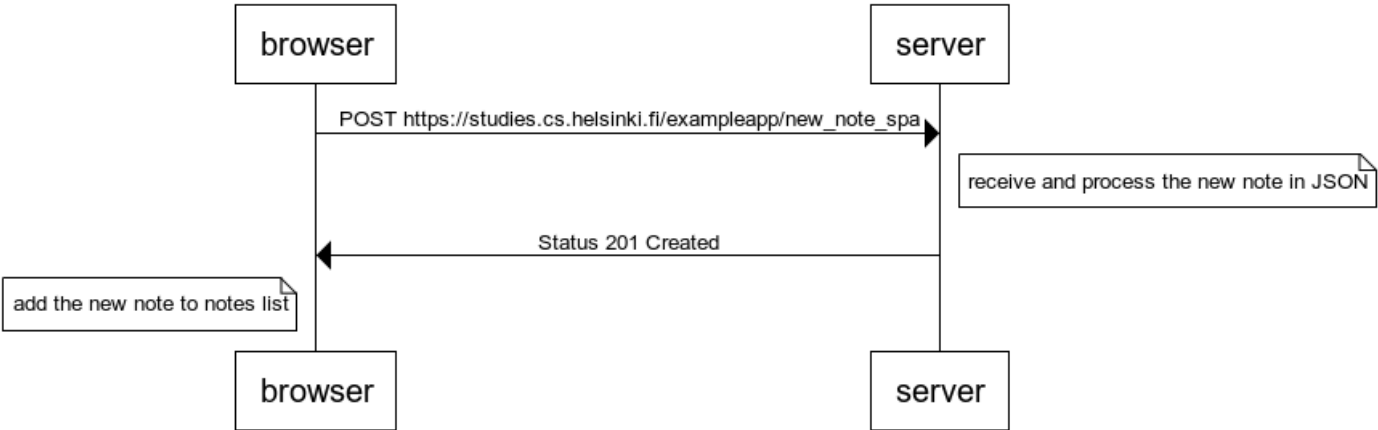 browser
server
POST https://studies.cs.helsinki.fi/exampleapp/new_note_spa
receive and process the new note in JSON
Status 201 Created
add the new note to notes list
browser
server